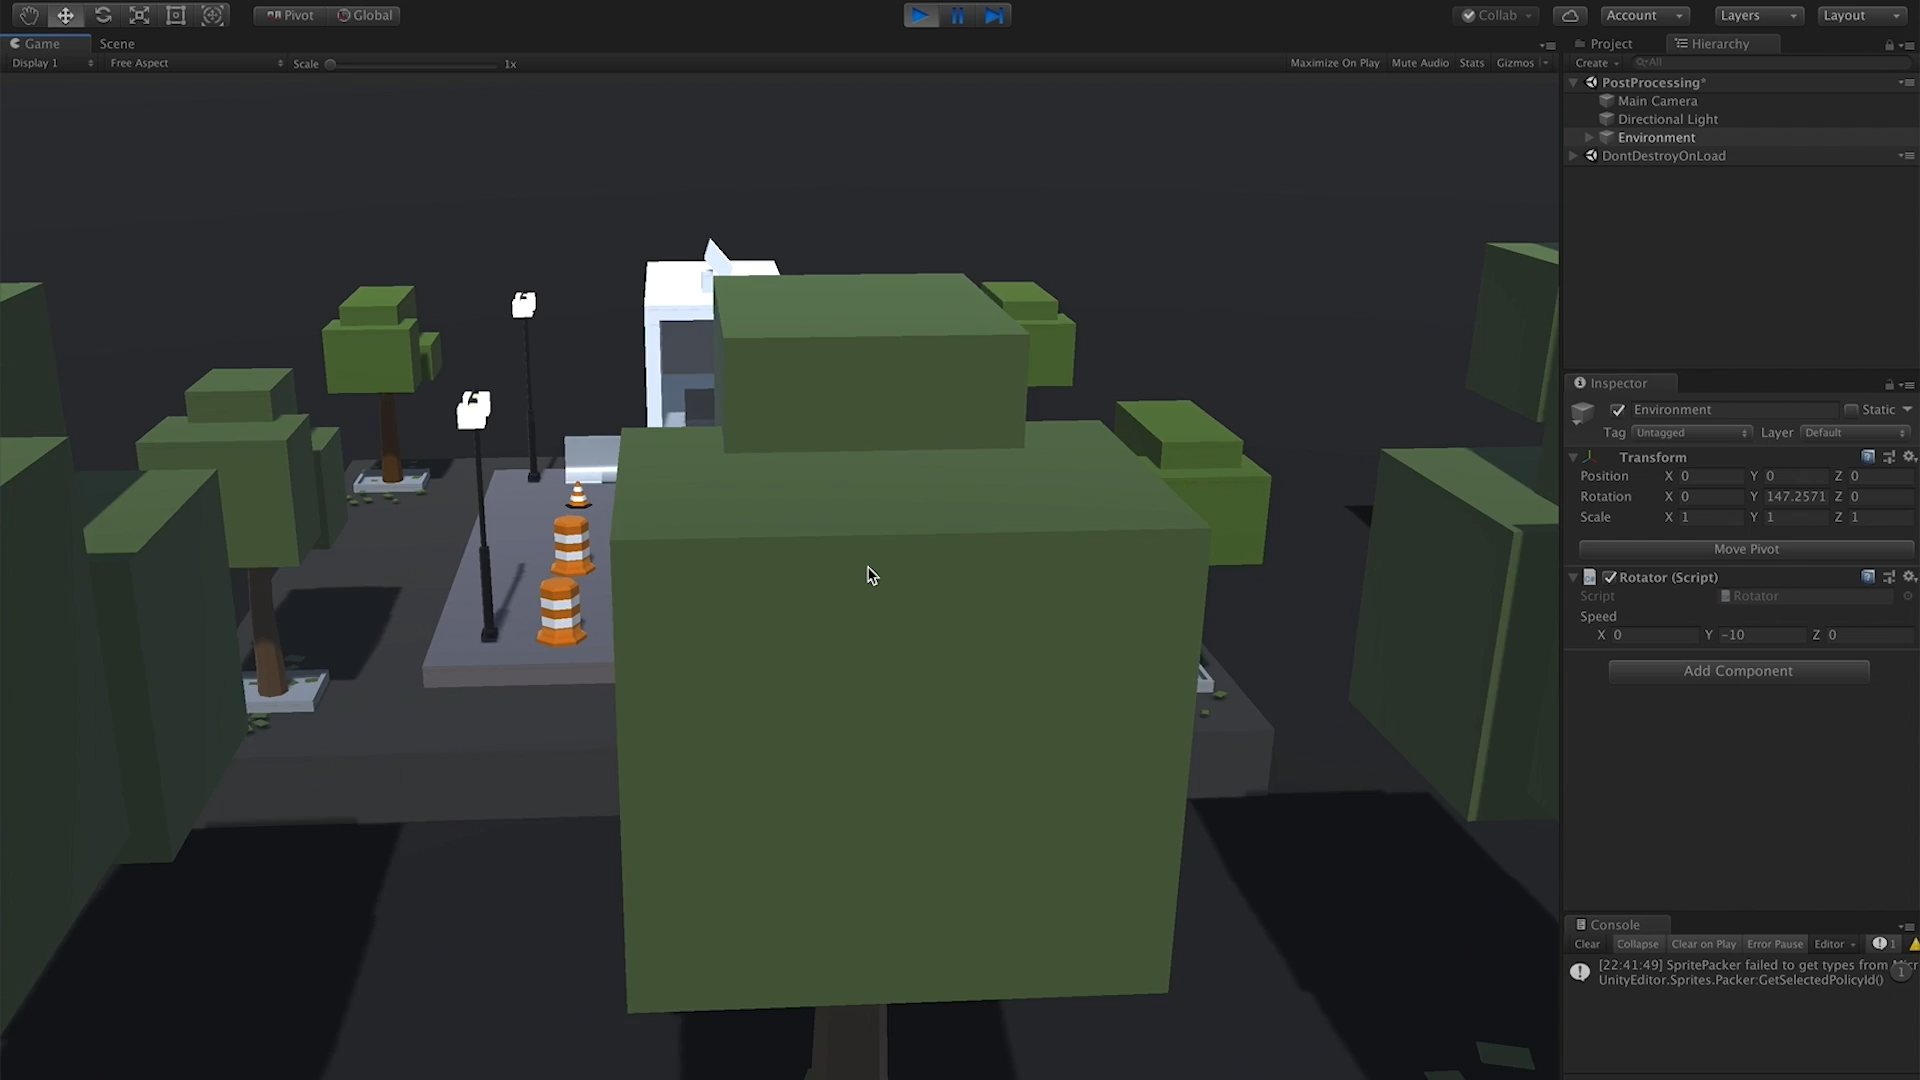 Pivot Global Collab Account Layers Layout
Game Scene
Display 1 Free Aspect Scale 1x Maximize On Play Mute Audio Stats Gizmos
Project Hierarchy
Create All
PostProcessing*
Main Camera
Directional Light
Environment
DontDestroyOnLoad
Inspector
Environment Static
Tag Untagged Layer Default
Transform
Position X 0 Y 0 Z 0
Rotation X 0 Y 147.2571 Z 0
Scale X 1 Y 1 Z 1
Move Pivot
Rotator (Script)
Script Rotator
Speed
X 0 Y -10 Z 0
Add Component
Console
Clear Collapse Clear on Play Error Pause Editor 1
[22:41:49] SpritePacker failed to get types from
UnityEditor.Sprites.Packer:GetSelectedPolicyId() 1